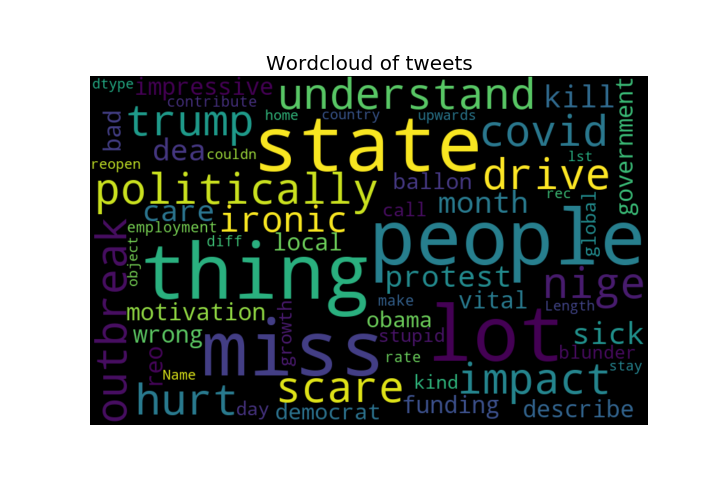 Wordcloud of tweets
dtype impressive understand kill
contribute
bad trump home country upwards covid government
state
dea couldn lst
reopen drive
politically ballon rec
care ironic call month global
employment people
outbreak object diff local
thing protest nige
motivation growth make vital Length
obama
wrong miss stupid lot sick
reo rate blunder
Name scare kind impact stay
hurt day democrat funding describe